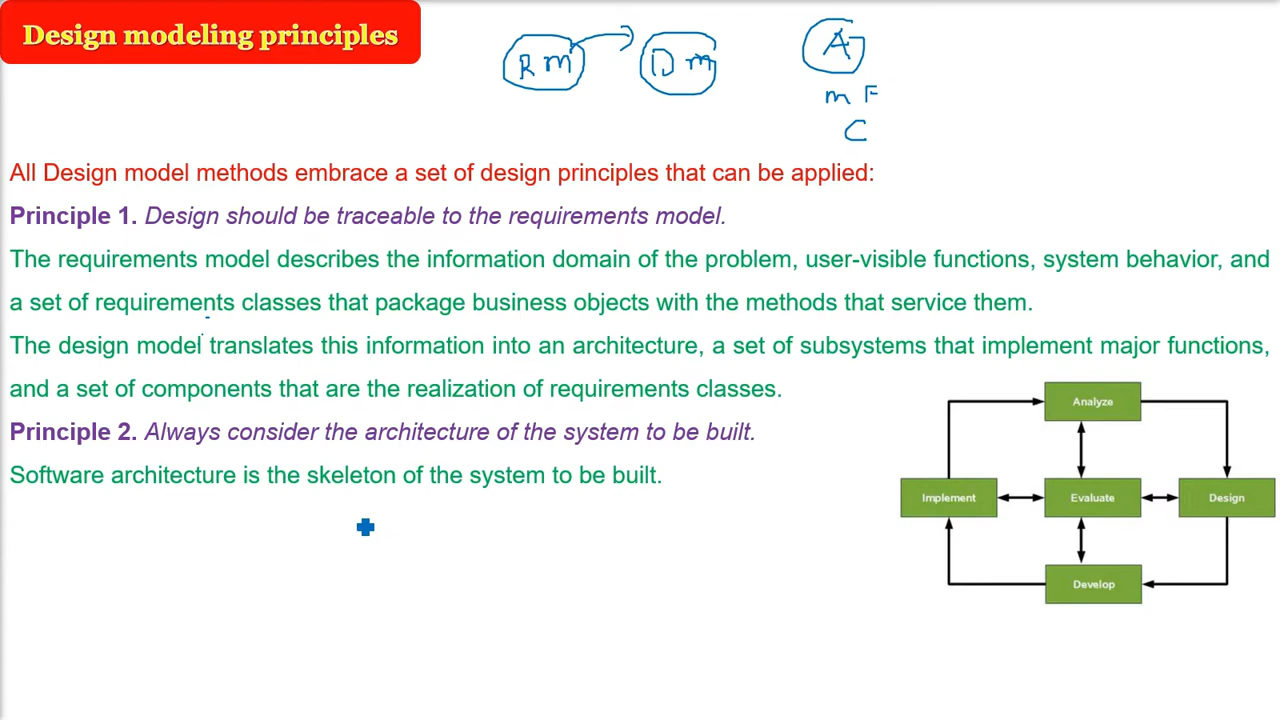 Design modeling principles
R m D m A
m F
C
All Design model methods embrace a set of design principles that can be applied:
Principle 1. Design should be traceable to the requirements model.
The requirements model describes the information domain of the problem, user-visible functions, system behavior, and
a set of requirements classes that package business objects with the methods that service them.
The design model translates this information into an architecture, a set of subsystems that implement major functions,
and a set of components that are the realization of requirements classes.
Principle 2. Always consider the architecture of the system to be built.
Software architecture is the skeleton of the system to be built.
Analyze
Implement Evaluate Design
Develop